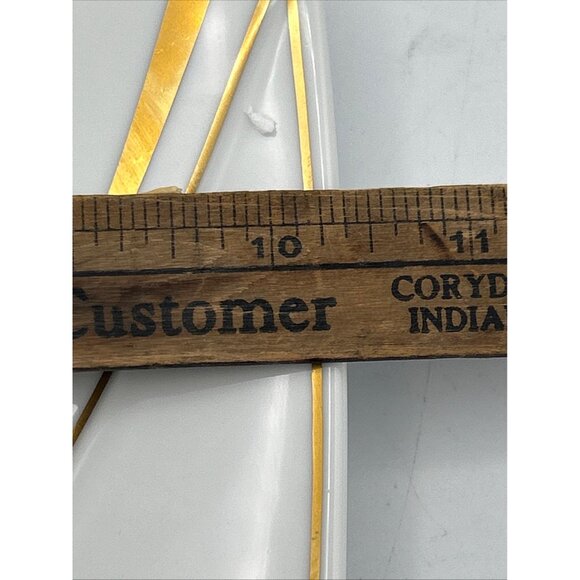 10 11
Customer
CORYD
INDIA